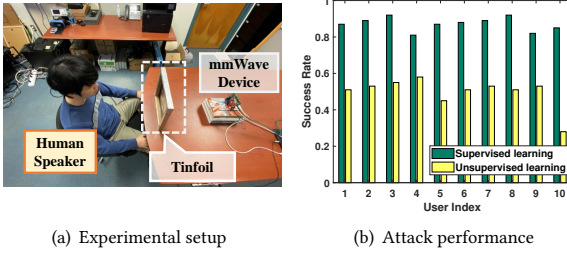 mmWave
Device
Human
Speaker
Tinfoil
(a) Experimental setup
Success Rate
1
0.8
0.6
0.4
0.2
0
Supervised learning
Unsupervised learning
1 2 3 4 5 6 7 8 9 10
User Index
(b) Attack performance